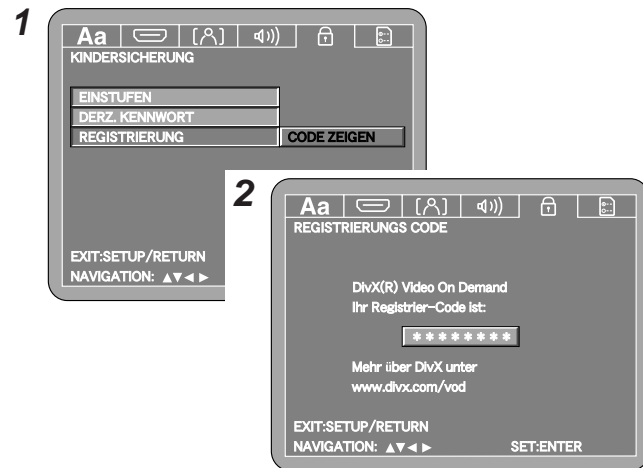 1
Aa
KINDERSICHERUNG
EINSTUFEN
DERZ. KENNWORT
REGISTRIERUNG CODE ZEIGEN
EXIT:SETUP/RETURN
NAVIGATION: ▲▼◄►
2
Aa
REGISTRIERUNGS CODE
DivX(R) Video On Demand
Ihr Registrier-Code ist:
********
Mehr über DivX unter
www.divx.com/vod
EXIT:SETUP/RETURN
NAVIGATION: ▲▼◄► SET:ENTER